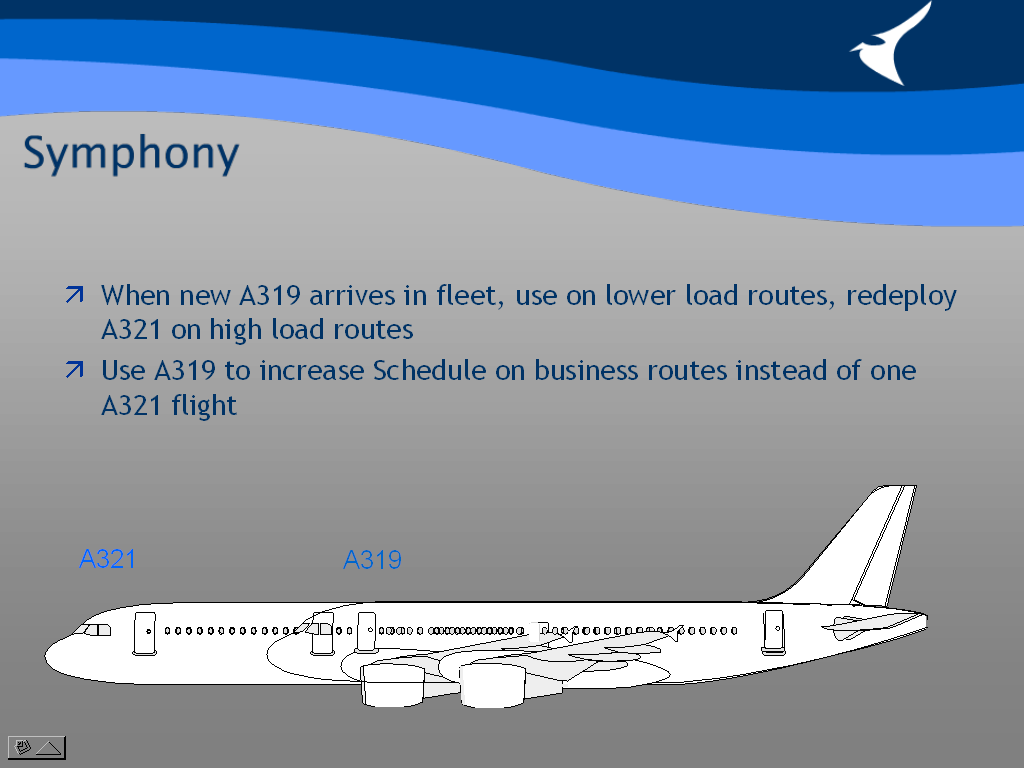 Symphony
When new A319 arrives in fleet, use on lower load routes, redeploy
A321 on high load routes
Use A319 to increase Schedule on business routes instead of one
A321 flight
A321
A319